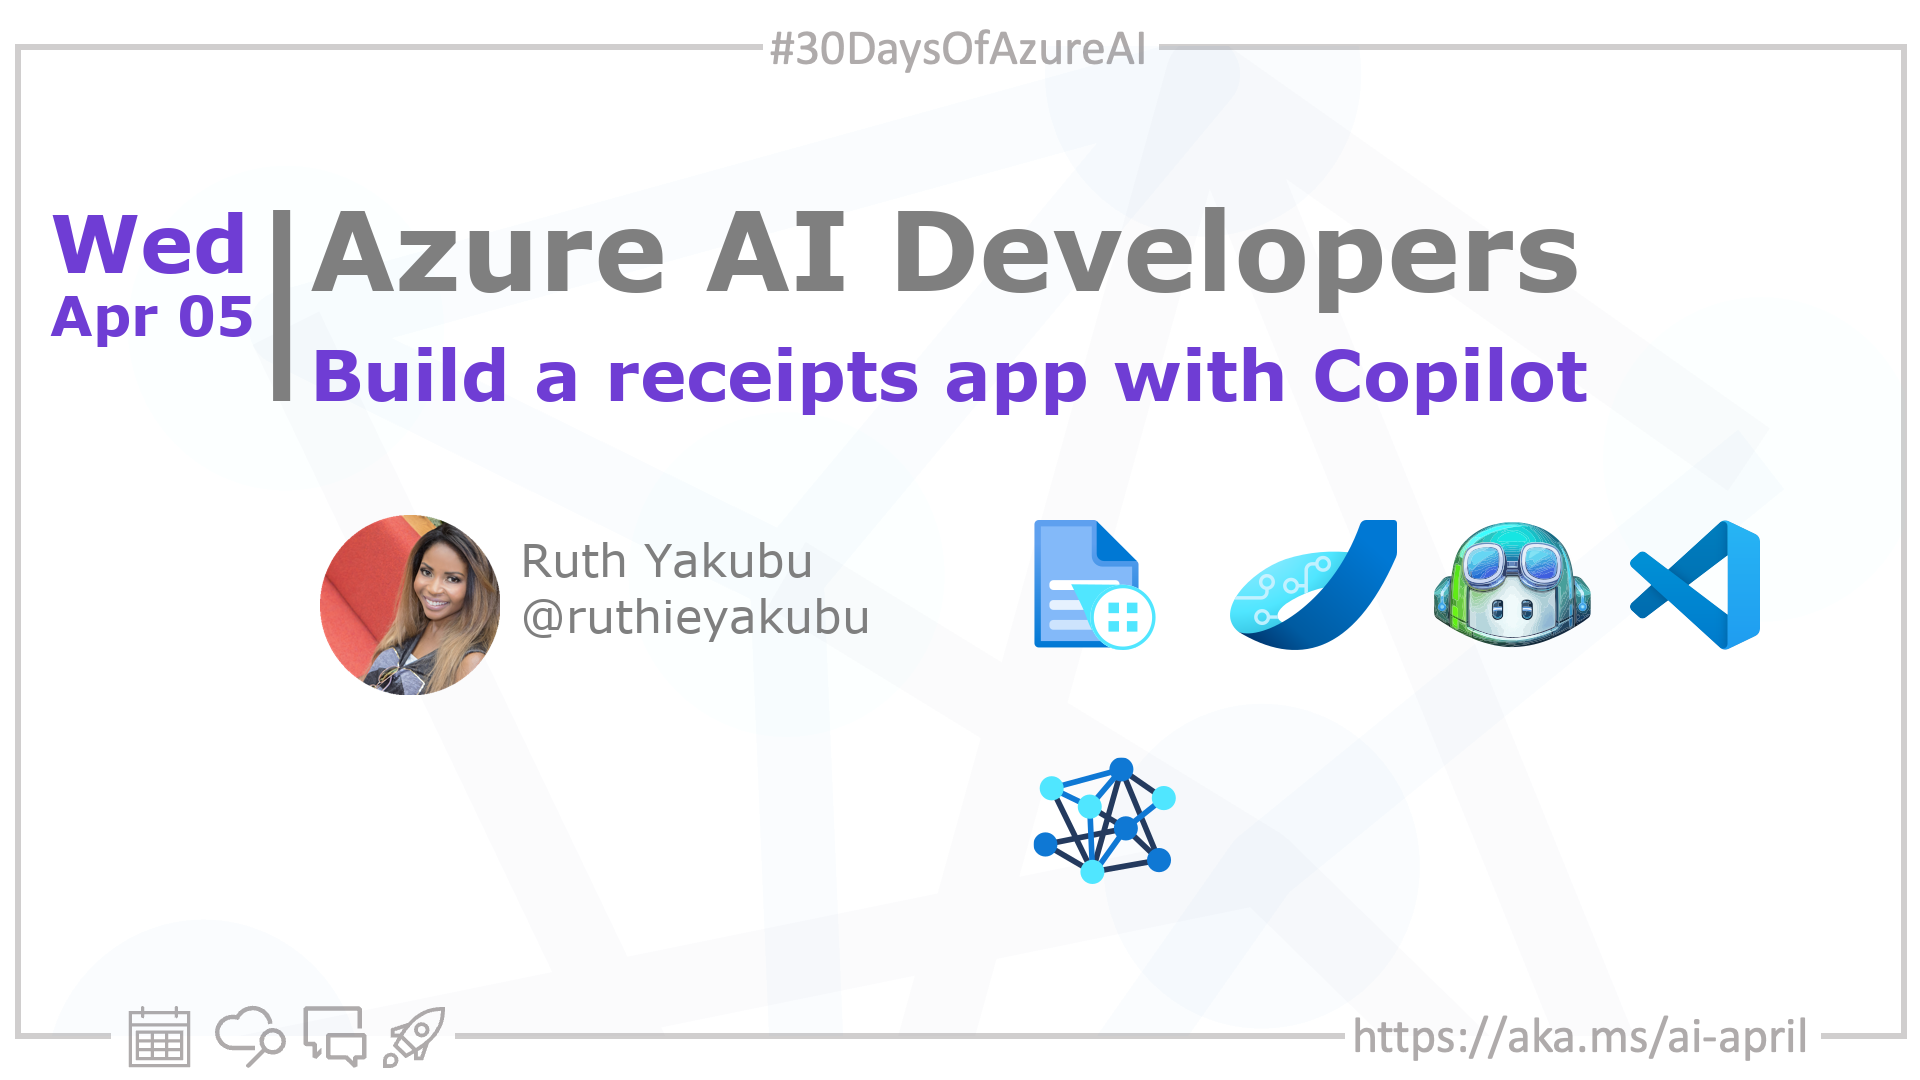 #30DaysOfAzureAI
Wed
Apr 05
Azure AI Developers
Build a receipts app with Copilot
Ruth Yakubu
@ruthieyakubu
https://aka.ms/ai-april